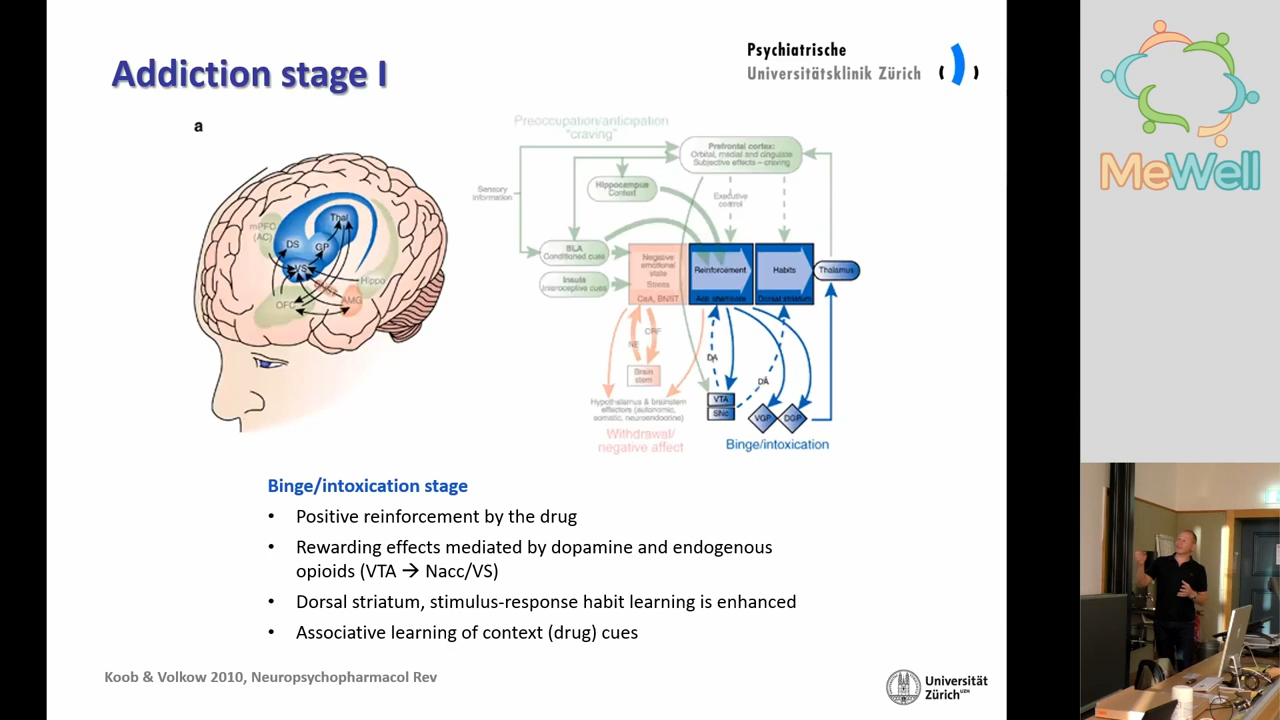 Addiction stage I
Psychiatrische
Universitätsklinik Zürich
MeWell
a
mPFC
(AC)
Thal
DS
GP
VS
Hippo
OFC
AMG
Preoccupation/anticipation
“craving”
Prefrontal cortex:
Orbital, medial and cingulate
Subjective effects – craving
Sensory
information
Hippocampus
Context
Executive
control
BLA
Conditioned cues
Insula
Interoceptive cues
Negative
emotional
state
Stress
CeA, BNST
Reinforcement
Habits
Dorsal striatum
Thalamus
CRF
NE
Brain
stem
DA
DA
VTA
SNc
VGP
DGP
Hypothalamus & brainstem
effectors (autonomic,
somatic, neuroendocrine)
Withdrawal/
negative affect
Binge/intoxication
Binge/intoxication stage
• Positive reinforcement by the drug
• Rewarding effects mediated by dopamine and endogenous
opioids (VTA → Nacc/VS)
• Dorsal striatum, stimulus-response habit learning is enhanced
• Associative learning of context (drug) cues
Koob & Volkow 2010, Neuropsychopharmacol Rev
Universität
Zürich UZH